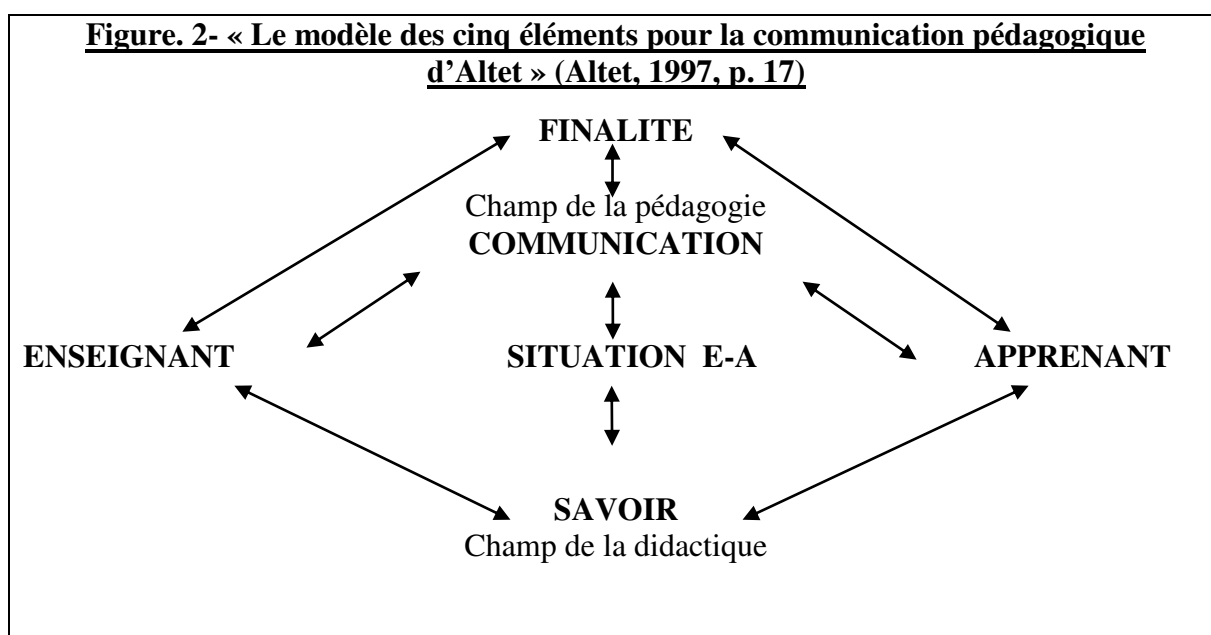 Figure. 2- « Le modèle des cinq éléments pour la communication pédagogique
d’Altet » (Altet, 1997, p. 17)
FINALITE
Champ de la pédagogie
COMMUNICATION
ENSEIGNANT
SITUATION E-A
APPRENANT
SAVOIR
Champ de la didactique